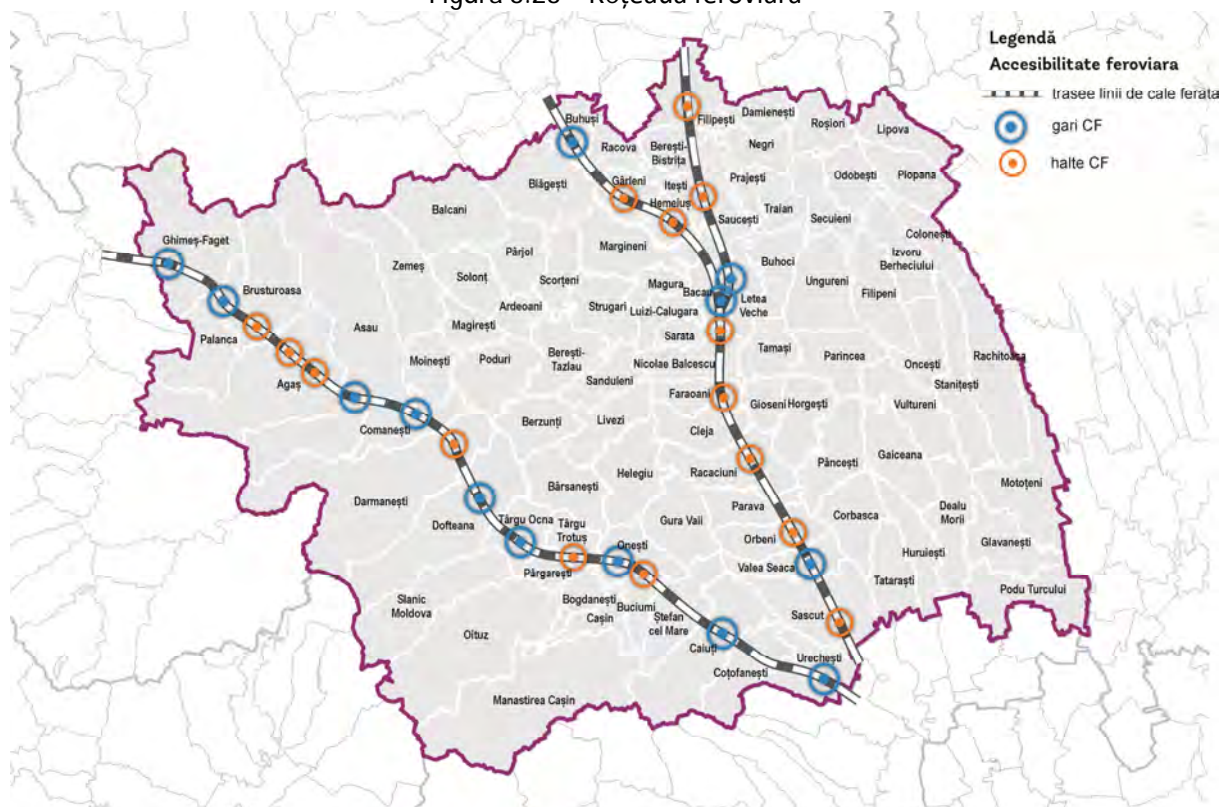 Legendă
Accesibilitate feroviara
trasee linii de cale ferata
gari CF
halte CF
Buhuși
Filipești
Damienești
Roșiori
Lipova
Racova
Berești-
Bistrița
Negri
Blăgești
Gârleni
Itești
Hemeiuș
Prajești
Odobești
Plopana
Balcani
Saucești
Traian
Secuieni
Colonești
Ghimeș-Faget
Zemeș
Pârjol
Margineni
Buhoci
Izvoru
Berheciului
Solonț
Scorțeni
Magura
Bacau
Ungureni
Filipeni
Brusturoasa
Ardeoani
Strugari
Luizi-Calugara
Letea
Veche
Asau
Magirești
Sarata
Palanca
Moinești
Poduri
Berești-
Tazlau
Nicolae Balcescu
Tamași
Parincea
Oncești
Rachitoasa
Agaș
Sanduleni
Faraoani
Gioseni
Horgești
Stanițești
Vultureni
Comanești
Berzunți
Livezi
Cleja
Helegiu
Racaciuni
Pâncești
Gaiceana
Motoțeni
Darmanești
Bârsanești
Parava
Dofteana
Târgu Ocna
Târgu
Trotuș
Gura Vaii
Corbasca
Dealu
Morii
Onești
Orbeni
Glavanești
Pârgarești
Valea Seaca
Huruiești
Tatarasti
Podu Turcului
Slanic
Moldova
Bogdanești
Buciumi
Cașin
Ștefan
cel Mare
Sascut
Oituz
Caiuți
Urechești
Coțofanești
Manastirea Cașin